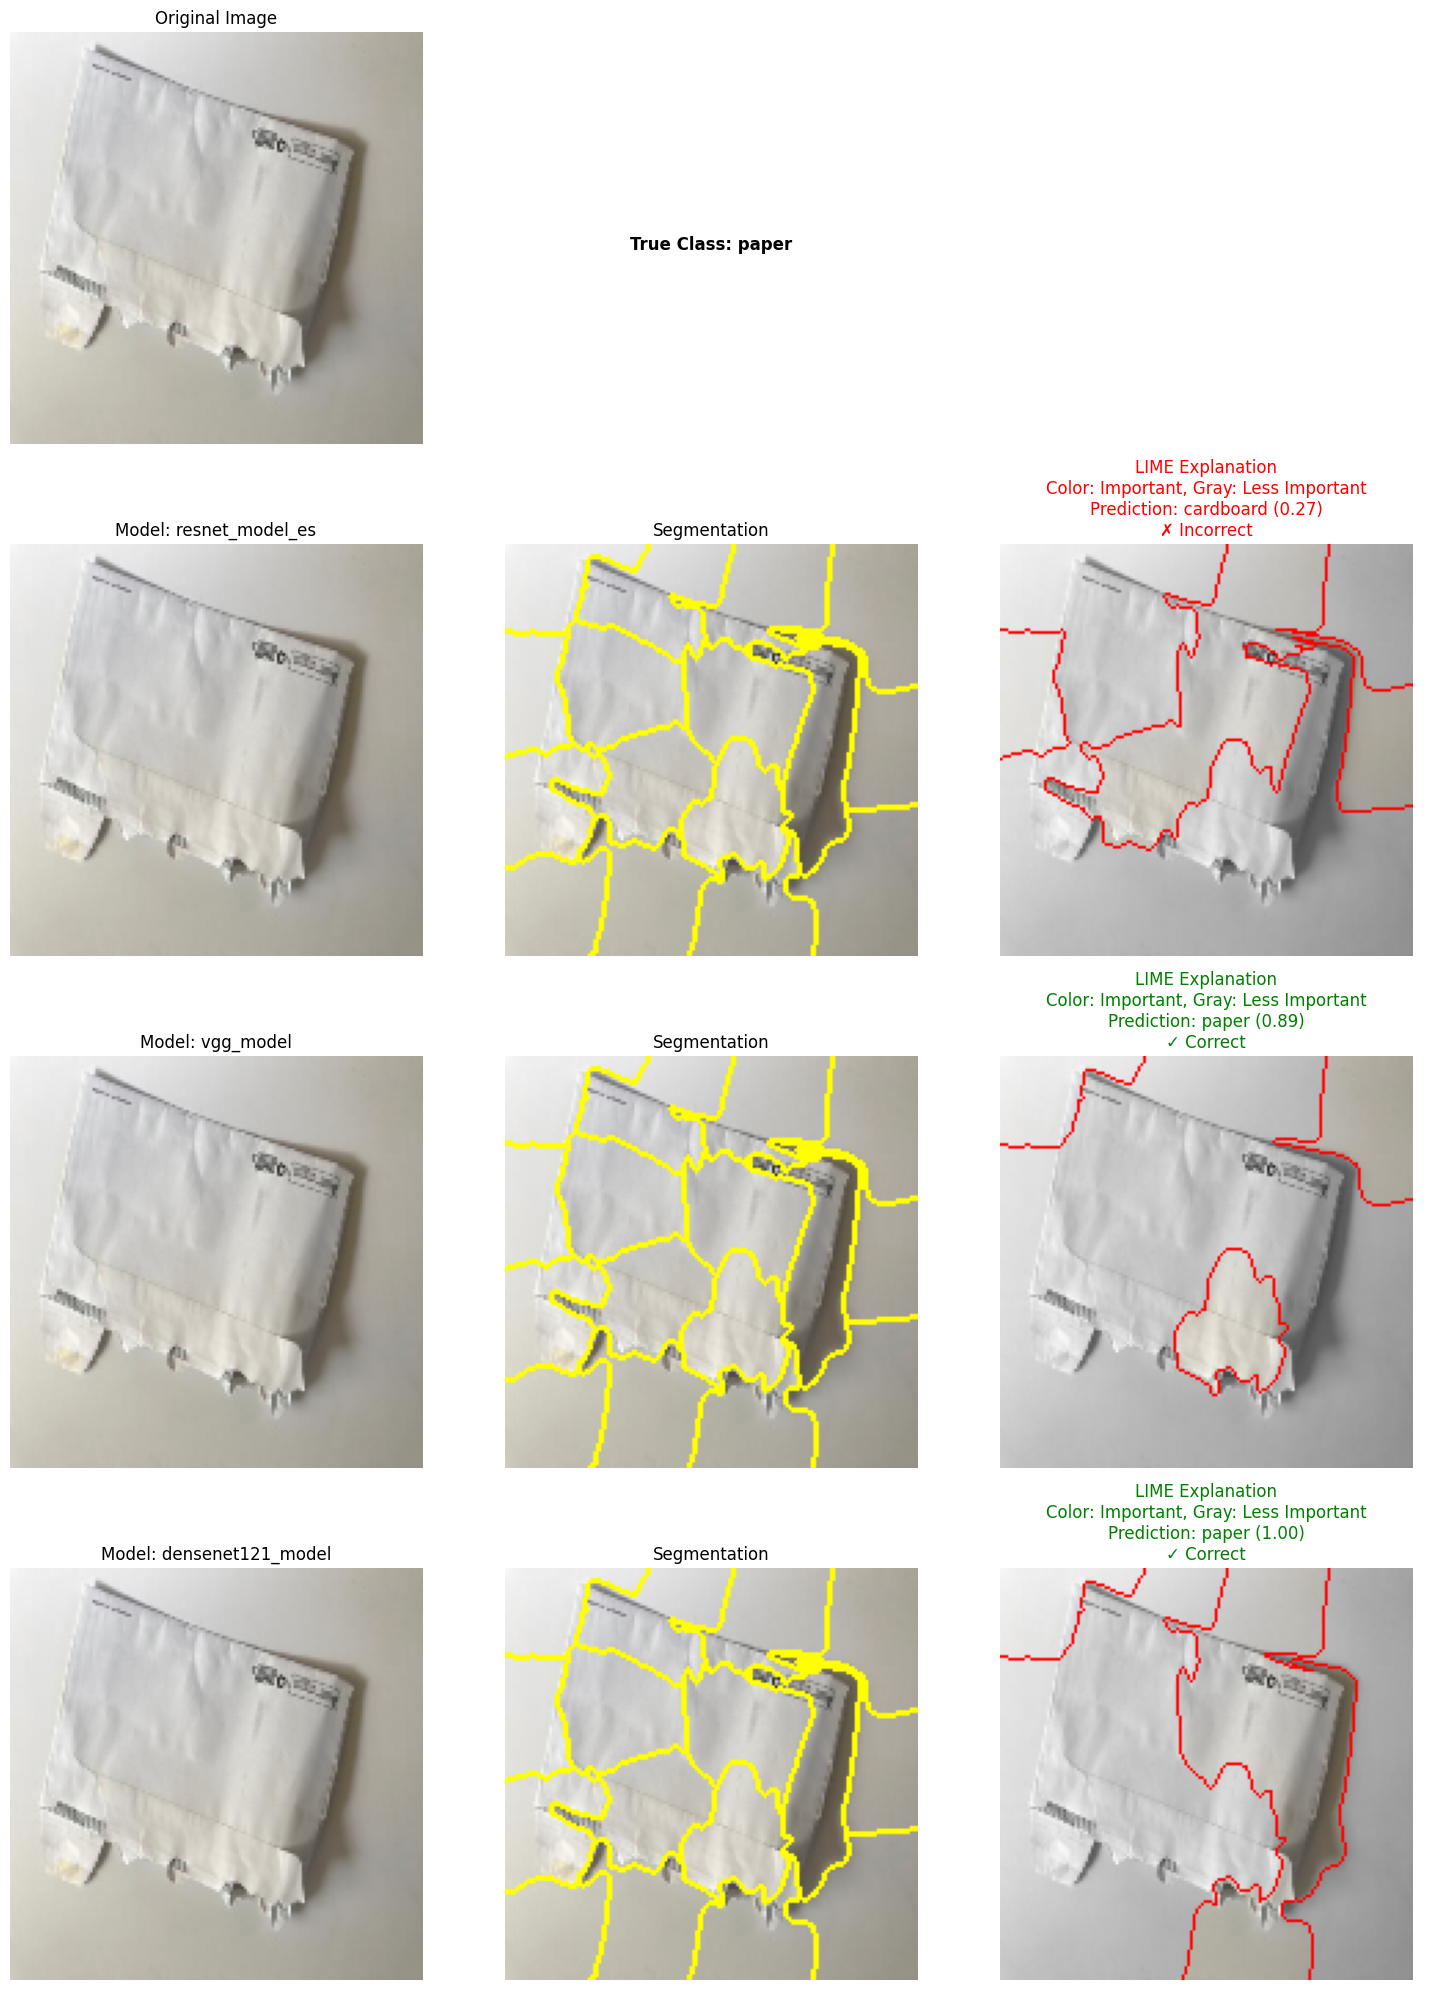 Original Image
True Class: paper
LIME Explanation
Color: Important, Gray: Less Important
Prediction: cardboard (0.27)
✗ Incorrect
Model: resnet_model_es
Segmentation
LIME Explanation
Color: Important, Gray: Less Important
Prediction: paper (0.89)
✓ Correct
Model: vgg_model
Segmentation
LIME Explanation
Color: Important, Gray: Less Important
Prediction: paper (1.00)
✓ Correct
Model: densenet121_model
Segmentation